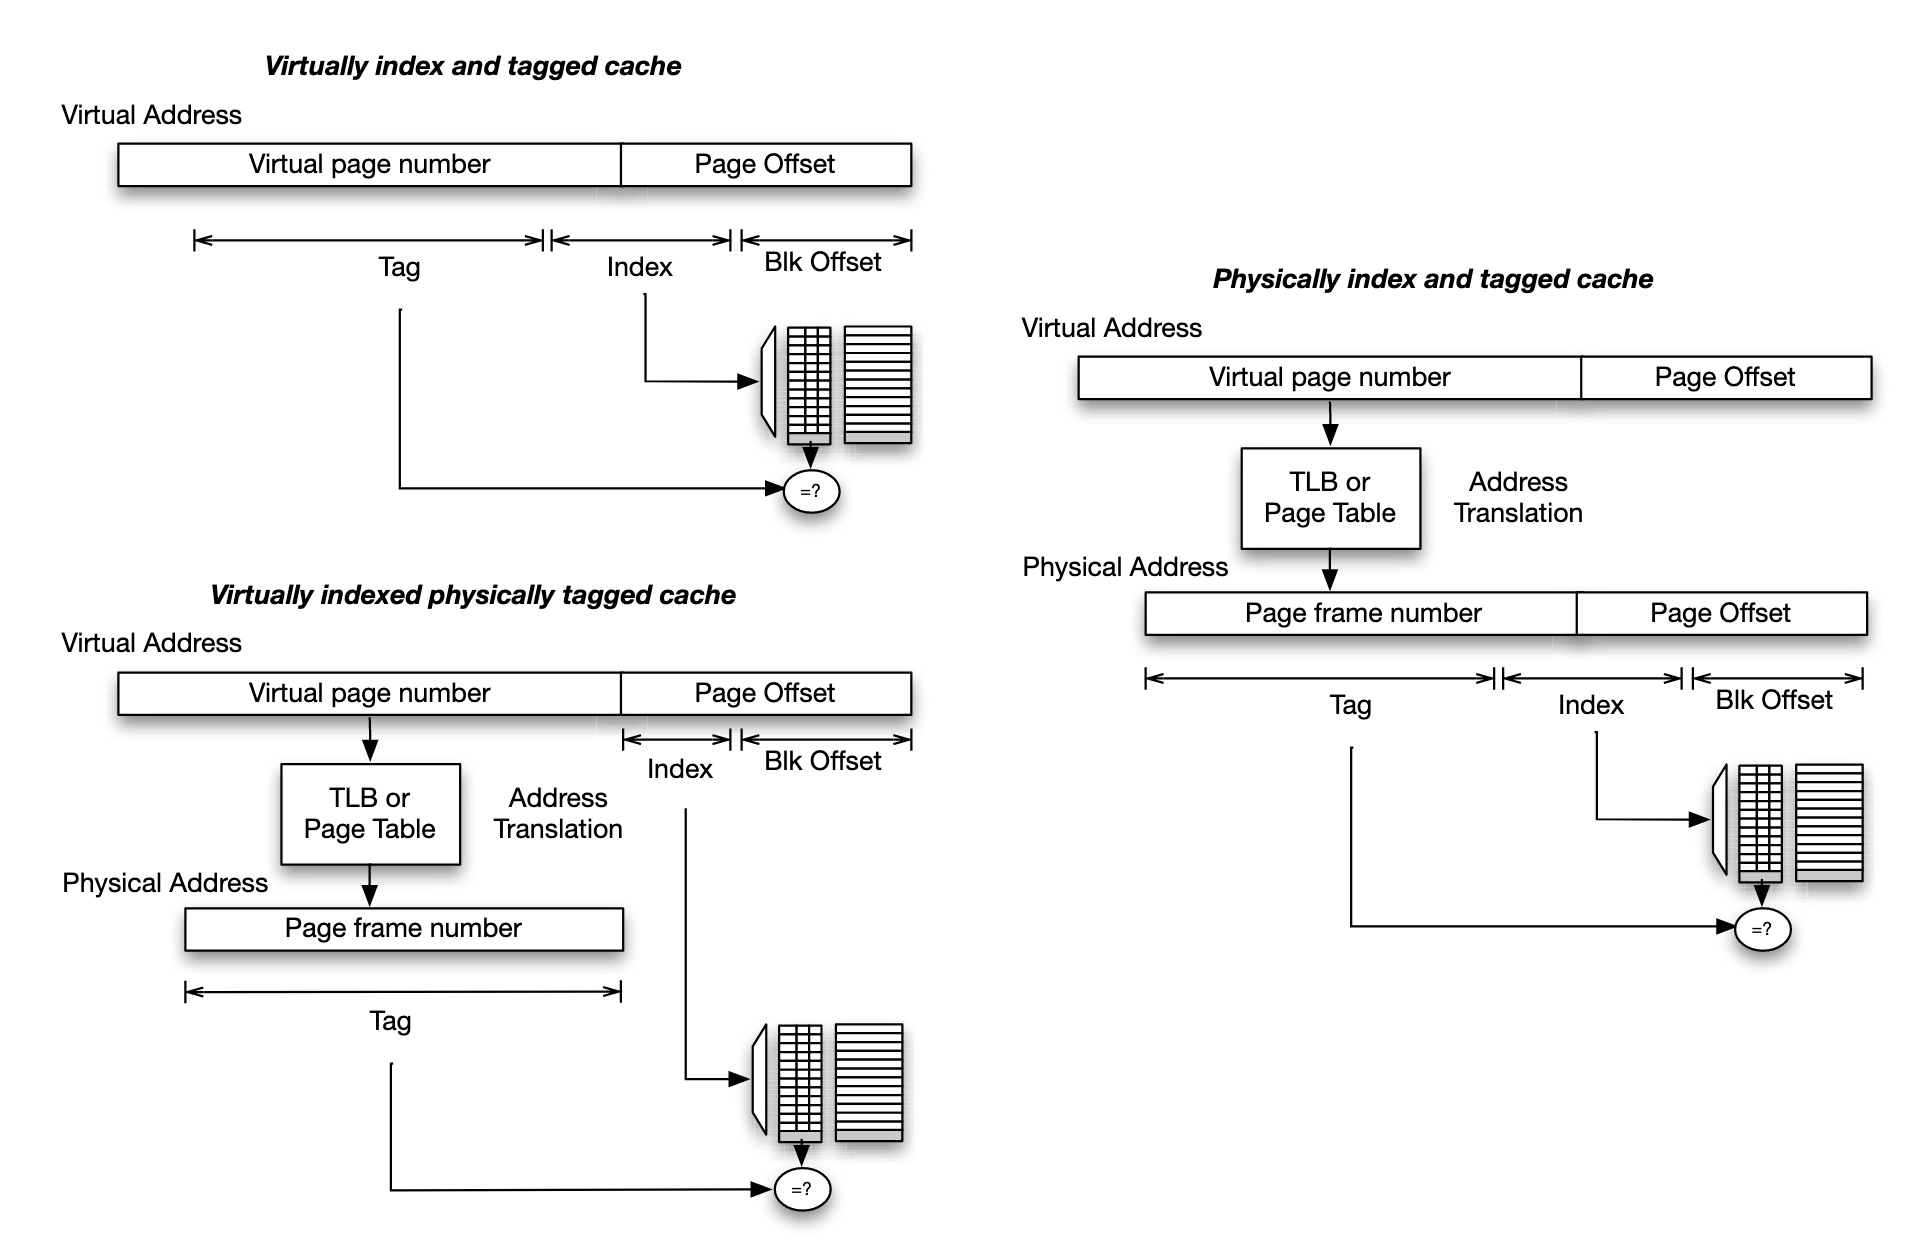 Virtually index and tagged cache
Virtual Address
Virtual page number
Page Offset
Tag
Index
Blk Offset
=?
Virtually indexed physically tagged cache
Virtual Address
Virtual page number
Page Offset
Index
Blk Offset
TLB or
Page Table
Address
Translation
Physical Address
Page frame number
Tag
=?
Physically index and tagged cache
Virtual Address
Virtual page number
Page Offset
TLB or
Page Table
Address
Translation
Physical Address
Page frame number
Page Offset
Tag
Index
Blk Offset
=?